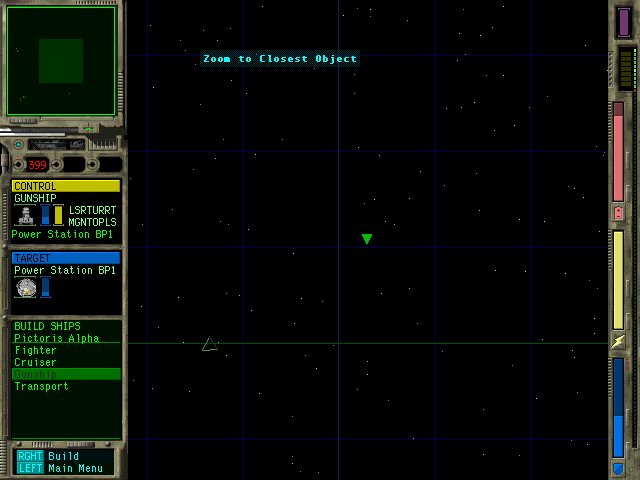 Zoom to Closest Object
399
CONTROL
GUNSHIP
LSRTURRT
MGNTOPLS
Power Station BP1
TARGET
Power Station BP1
BUILD SHIPS
Pictoris Alpha
Fighter
Cruiser
Gunship
Transport
RGHT Build
LEFT Main Menu